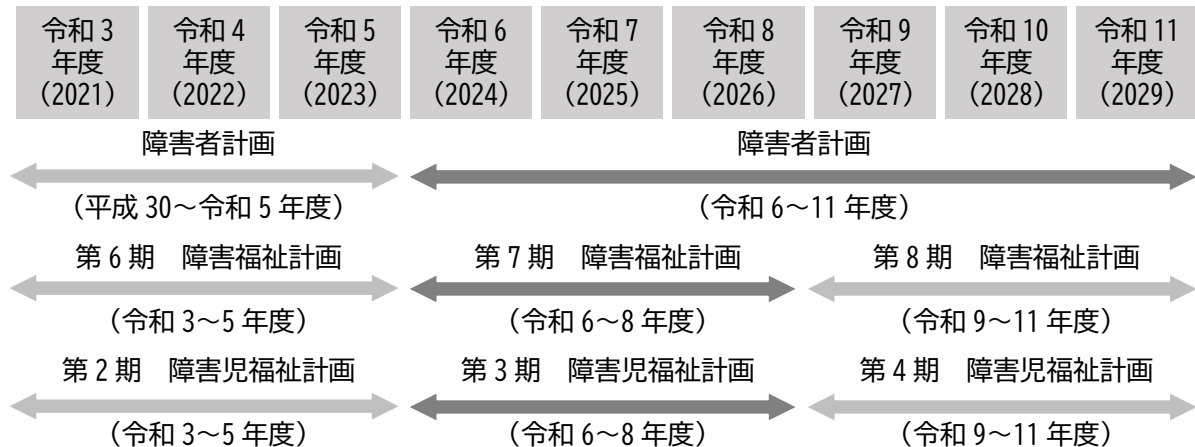 令和 3 年度 (2021)
令和 4 年度 (2022)
令和 5 年度 (2023)
令和 6 年度 (2024)
令和 7 年度 (2025)
令和 8 年度 (2026)
令和 9 年度 (2027)
令和 10 年度 (2028)
令和 11 年度 (2029)
障害者計画
障害者計画
（平成 30～令和 5 年度）
（令和 6～11 年度）
第 6 期　障害福祉計画
第 7 期　障害福祉計画
第 8 期　障害福祉計画
（令和 3～5 年度）
（令和 6～8 年度）
（令和 9～11 年度）
第 2 期　障害児福祉計画
第 3 期　障害児福祉計画
第 4 期　障害児福祉計画
（令和 3～5 年度）
（令和 6～8 年度）
（令和 9～11 年度）